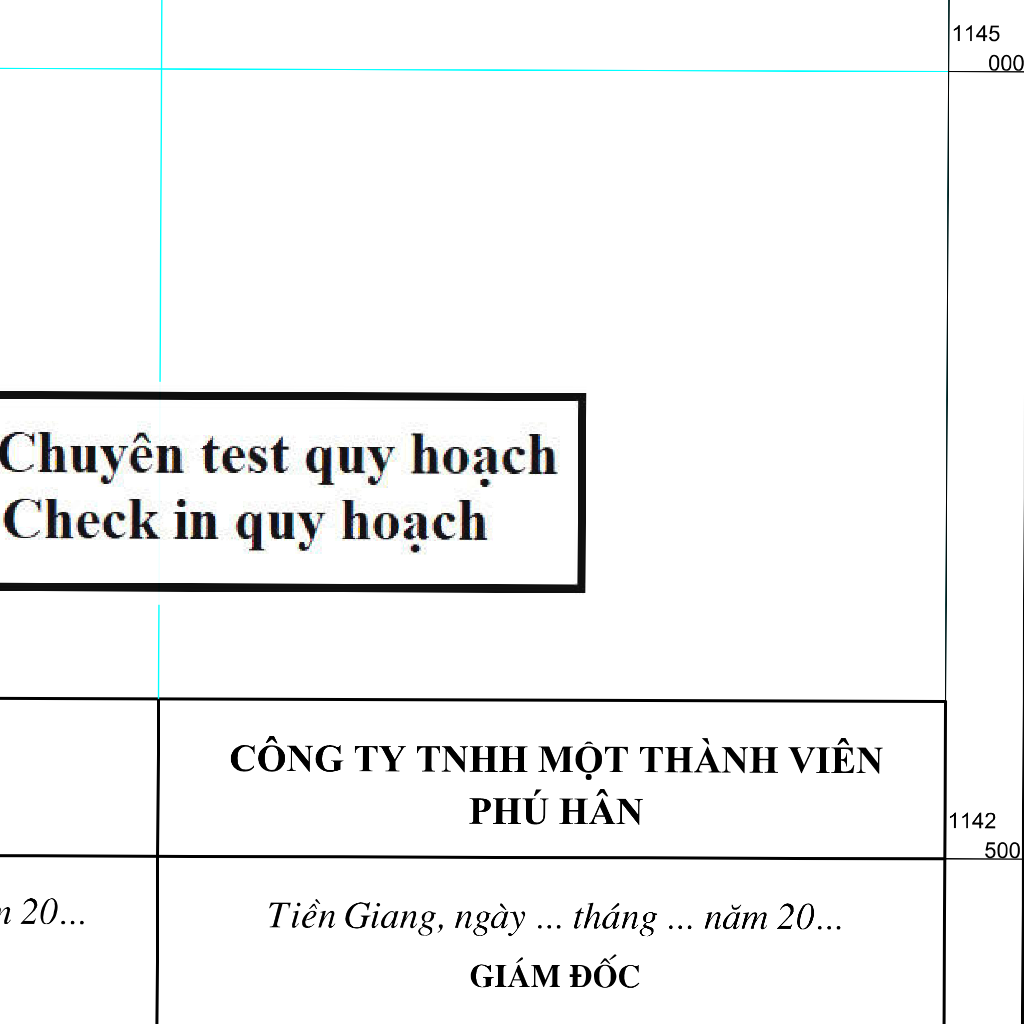 1145
000
Chuyên test quy hoạch
Check in quy hoạch
CÔNG TY TNHH MỘT THÀNH VIÊN
PHÚ HÂN
1142
500
20...
Tiền Giang, ngày ... tháng ... năm 20...
GIÁM ĐỐC